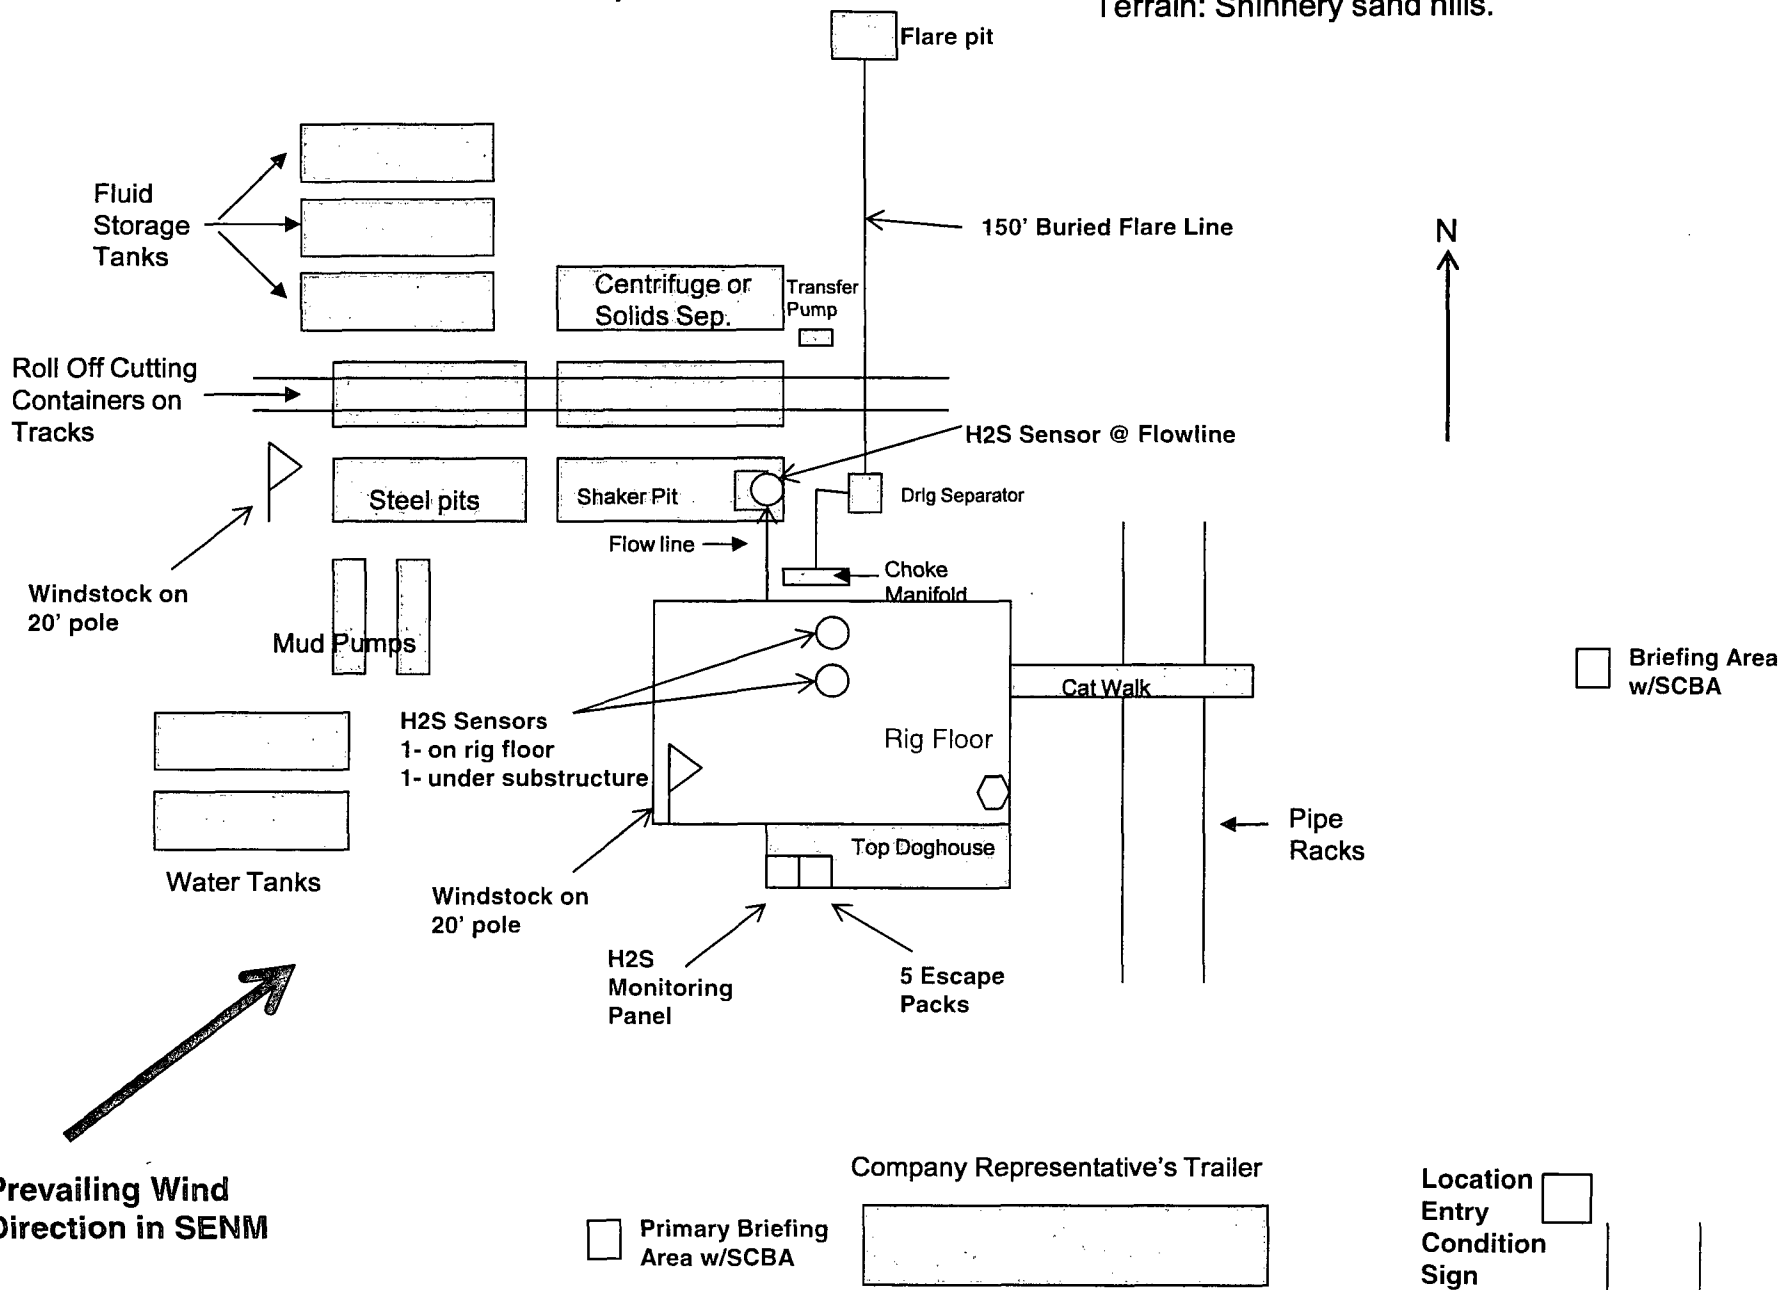 Terrain: Shinnery sand hills.
Flare pit
Fluid
Storage
Tanks
150' Buried Flare Line
N
Centrifuge or
Solids Sep.
Transfer
Pump
Roll Off Cutting
Containers on
Tracks
H2S Sensor @ Flowline
Steel pits
Shaker Pit
Drlg Separator
Flow line
Choke
Manifold
Windstock on
20' pole
Mud Pumps
Briefing Area
w/SCBA
Cat Walk
H2S Sensors
1- on rig floor
1- under substructure
Rig Floor
Pipe
Racks
Top Doghouse
Water Tanks
Windstock on
20' pole
H2S
Monitoring
Panel
5 Escape
Packs
Prevailing Wind
Direction in SENM
Company Representative's Trailer
Primary Briefing
Area w/SCBA
Location
Entry
Condition
Sign